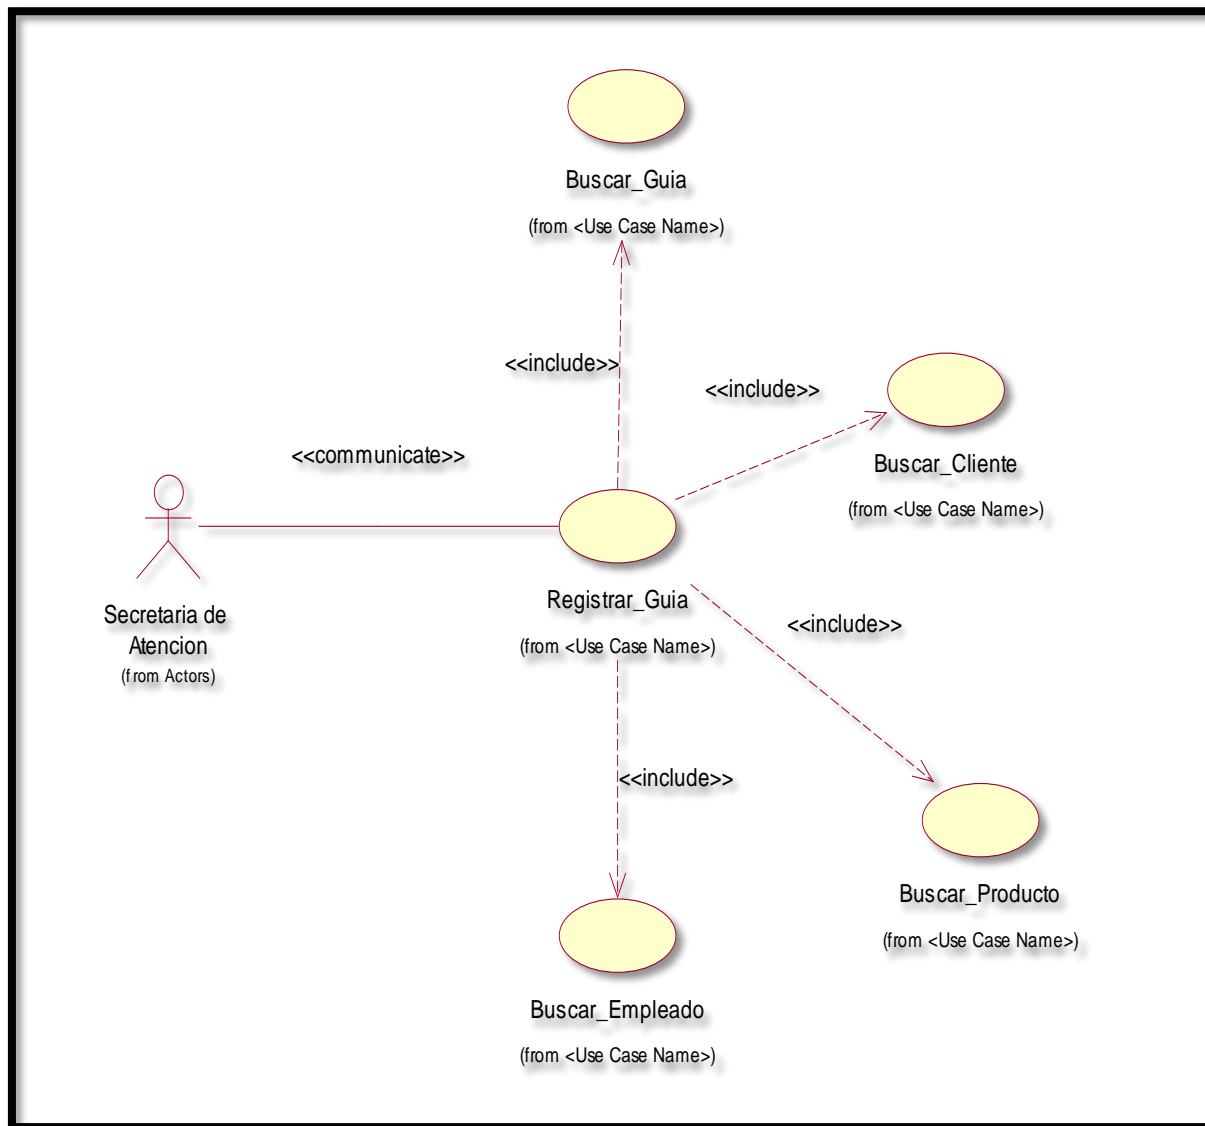 Buscar_Guia
(from <Use Case Name>)
<<include>>
<<include>>
Buscar_Cliente
(from <Use Case Name>)
<<communicate>>
Secretaria de
Atencion
(from Actors)
Registrar_Guia
(from <Use Case Name>)
<<include>>
<<include>>
Buscar_Producto
(from <Use Case Name>)
Buscar_Empleado
(from <Use Case Name>)